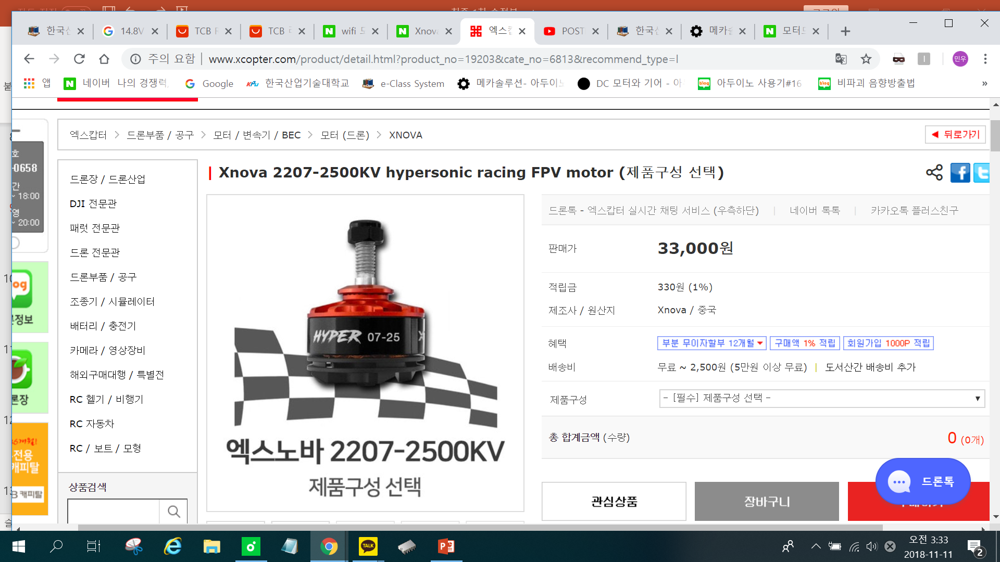 한국산
14.8V
TCB
TCB
wifi
Xnova
엑스
POST
한국산
메카솔
모터
주의 요함 | www.xcopter.com/product/detail.html?product_no=19203&cate_no=6813&recommend_type=l
민우
앱
네이버
나의 경쟁력,
Google
한국산업기술대학교
e-Class System
메카솔루션- 아두이노
DC 모터와 기어 - 아
아두이노 사용기#16
비파괴 음향방출법
»
엑스캅터 > 드론부품 / 공구 > 모터 / 변속기 / BEC > 모터 (드론) > XNOVA
◀ 뒤로가기
-0658
~ 18:00
~ 20:00
드론장 / 드론산업
DJI 전문관
패럿 전문관
드론 전문관
드론부품 / 공구
조종기 / 시뮬레이터
배터리 / 충전기
카메라 / 영상장비
해외구매대행 / 특별전
RC 헬기 / 비행기
RC 자동차
RC / 보트 / 모형
상품검색
Xnova 2207-2500KV hypersonic racing FPV motor (제품구성 선택)
HYPER 07-25
엑스노바 2207-2500KV
제품구성 선택
드론톡 - 엑스캅터 실시간 채팅 서비스 (우측하단) | 네이버 톡톡 | 카카오톡 플러스친구
판매가 33,000원
적립금 330원 (1%)
제조사 / 원산지 Xnova / 중국
혜택 부분 무이자할부 12개월 구매액 1% 적립 회원가입 1000P 적립
배송비 무료 ~ 2,500원 (5만원 이상 무료) | 도서산간 배송비 추가
제품구성 - [필수] 제품구성 선택 -
총 합계금액 (수량) 0 (0개)
드론톡
관심상품
장바구니
TALK
오전 3:33
2018-11-11
2